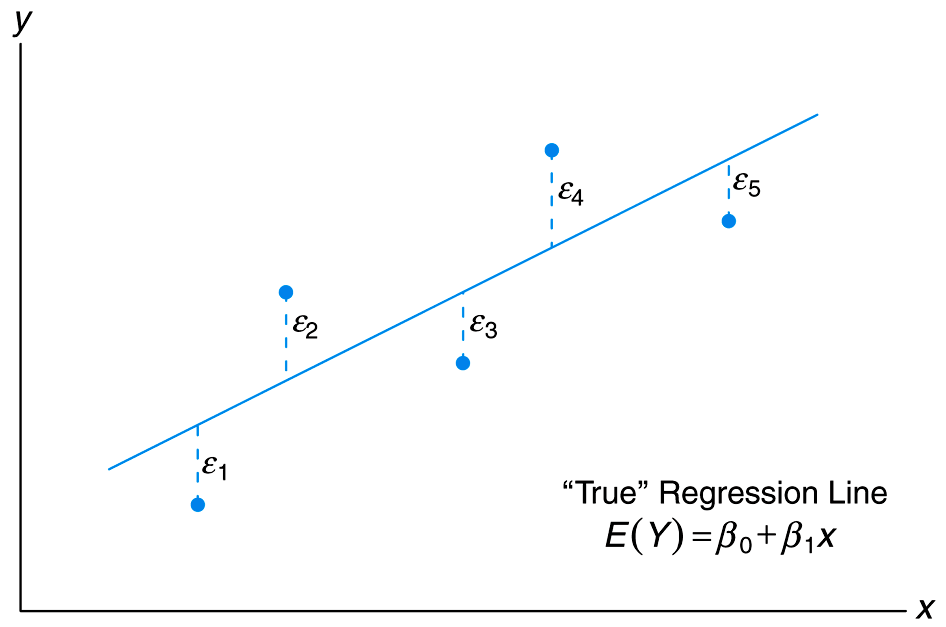 y
ε4
ε5
ε2
ε3
ε1
“True” Regression Line
E(Y)=β0+β1x
x